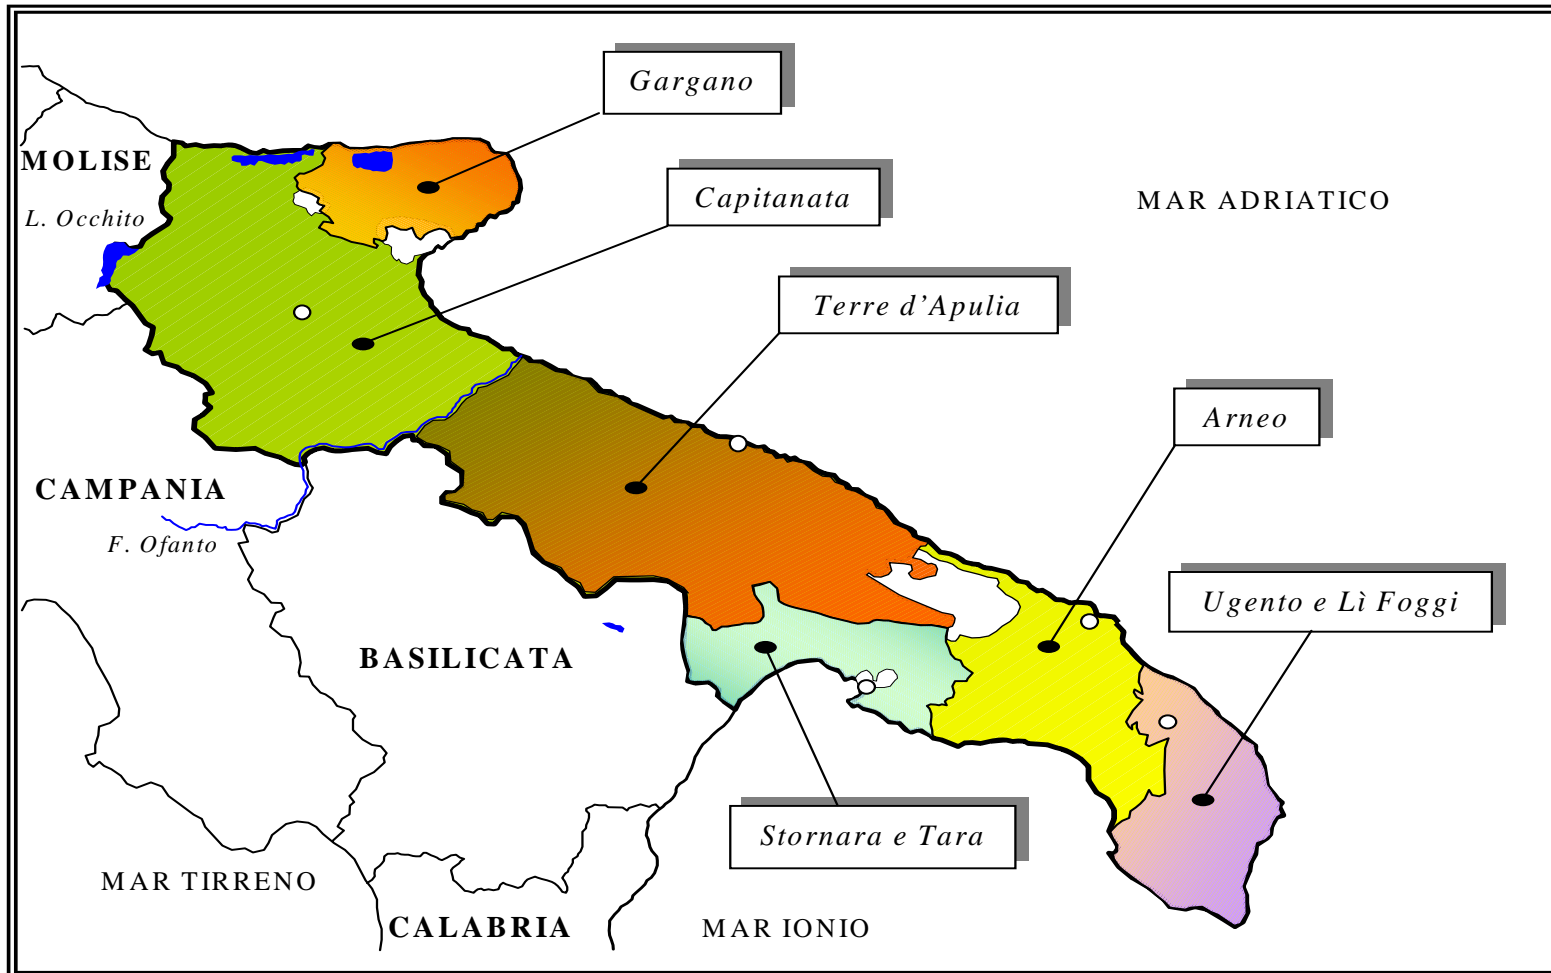 Gargano
MOLISE
Capitanata
MAR ADRIATICO
L. Occhito
Terre d’Apulia
Arneo
CAMPANIA
F. Ofanto
Ugento e Lì Foggi
BASILICATA
Stornara e Tara
MAR TIRRENO
CALABRIA
MAR IONIO